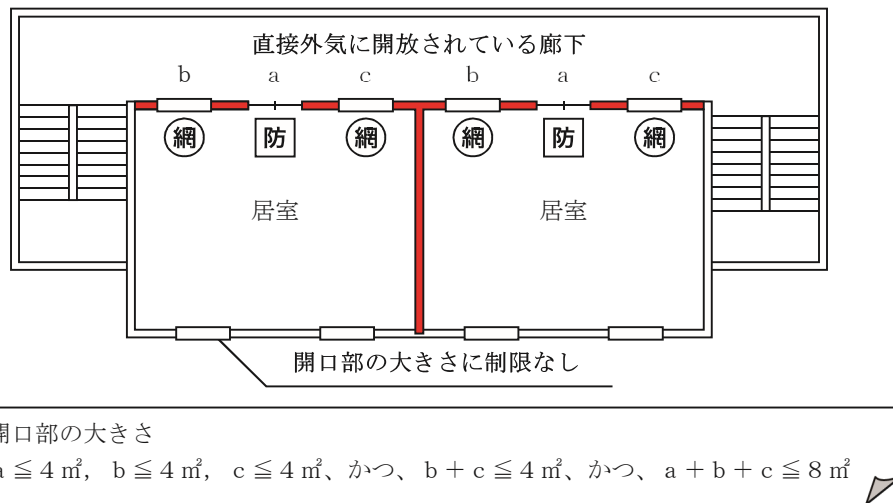 直接外気に開放されている廊下
b a c b a c
網 防 網 網 防 網
居室 居室
開口部の大きさに制限なし
開口部の大きさ
a ≦ 4 ㎡, b ≦ 4 ㎡, c ≦ 4 ㎡、かつ、b + c ≦ 4 ㎡、かつ、a + b + c ≦ 8 ㎡